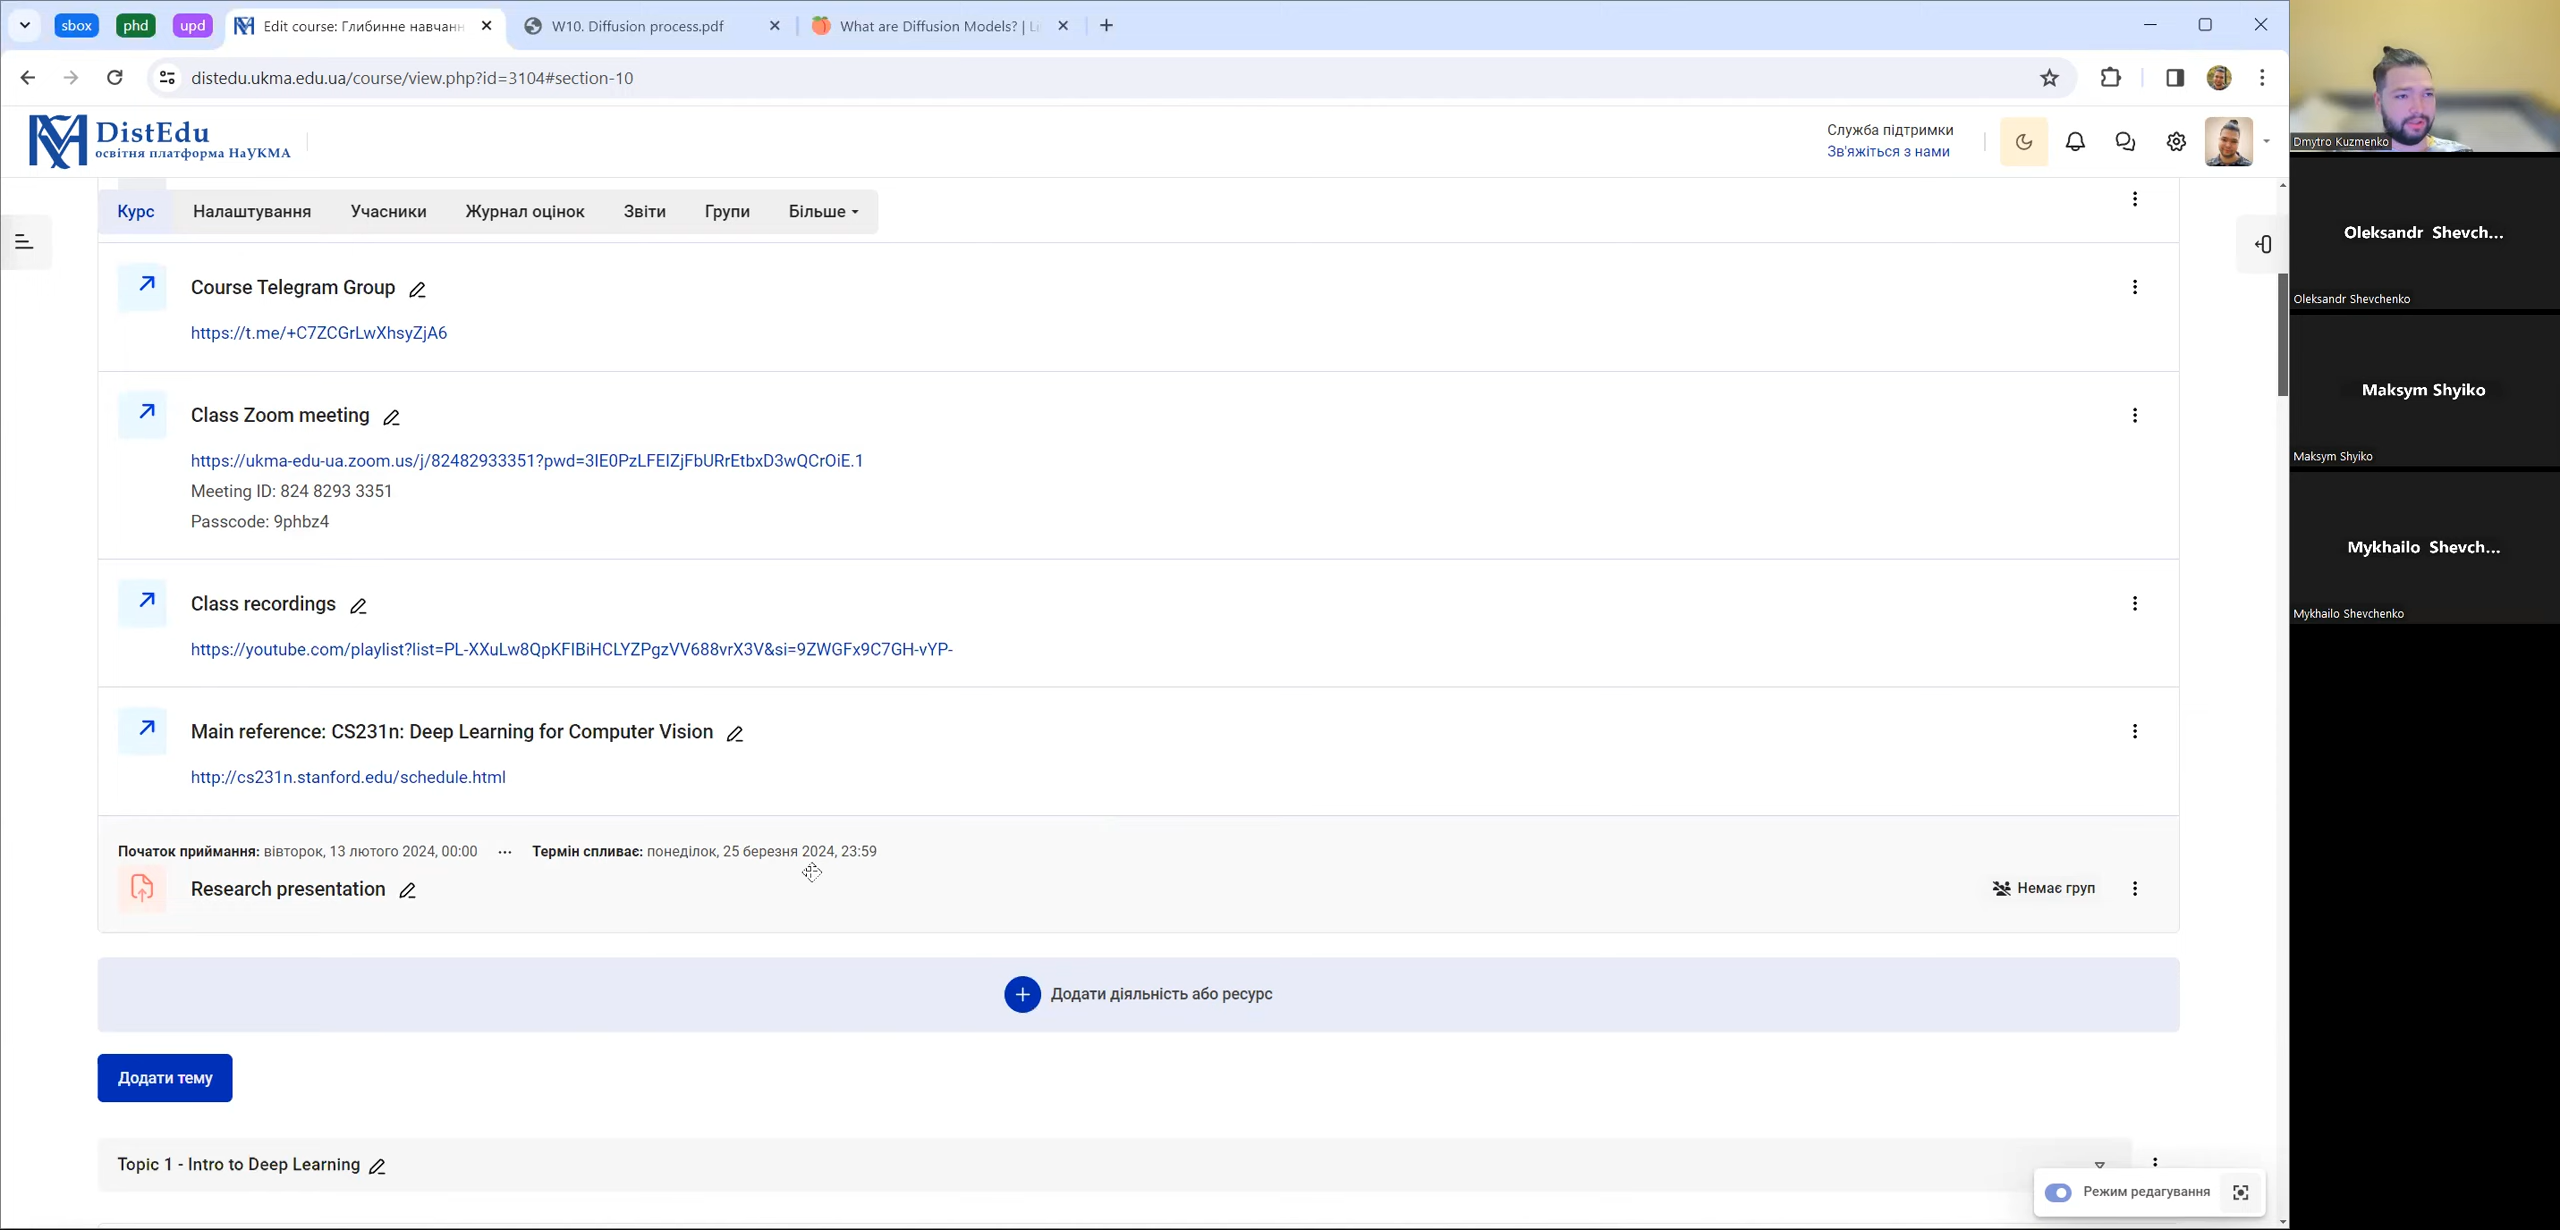 sbox
phd
upd
Edit course: Глибинне навчанн
W10. Diffusion process.pdf
What are Diffusion Models? | Li
distedu.ukma.edu.ua/course/view.php?id=3104#section-10
DistEdu
освітня платформа НаУКМА
Служба підтримки
Зв'яжіться з нами
Курс
Налаштування
Учасники
Журнал оцінок
Звіти
Групи
Більше
Course Telegram Group
https://t.me/+C7ZCGrLwXhsyZjA6
Class Zoom meeting
https://ukma-edu-ua.zoom.us/j/82482933351?pwd=3IE0PzLFEIZjFbURrEtbxD3wQCrOiE.1
Meeting ID: 824 8293 3351
Passcode: 9phbz4
Class recordings
https://youtube.com/playlist?list=PL-XXuLw8QpKFIBiHCLYZPgzVV688vrX3V&si=9ZWGFx9C7GH-vYP-
Main reference: CS231n: Deep Learning for Computer Vision
http://cs231n.stanford.edu/schedule.html
Початок приймання: вівторок, 13 лютого 2024, 00:00 ... Термін спливає: понеділок, 25 березня 2024, 23:59
Research presentation
Немає груп
Додати діяльність або ресурс
Додати тему
Topic 1 - Intro to Deep Learning
Режим редагування
Dmytro Kuzmenko
Oleksandr Shevch...
Oleksandr Shevchenko
Maksym Shyiko
Maksym Shyiko
Mykhailo Shevch...
Mykhailo Shevchenko